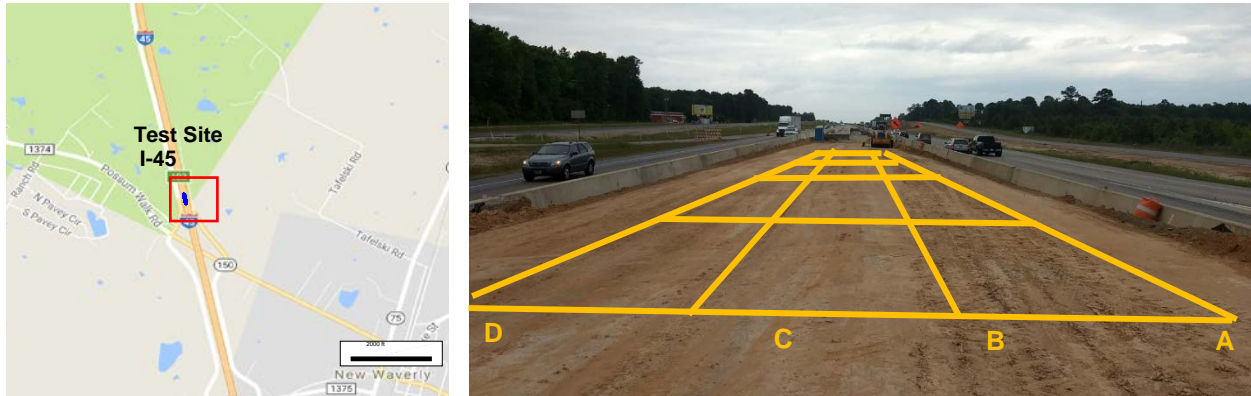 45
Test Site
I-45
1374
Possum Walk Rd
Ranch Rd
N Pavey Cir
S Pavey Cir
Tafelski Rd
Tafelski Rd
150
75
2000 ft
New Waverly
1375
D
C
B
A